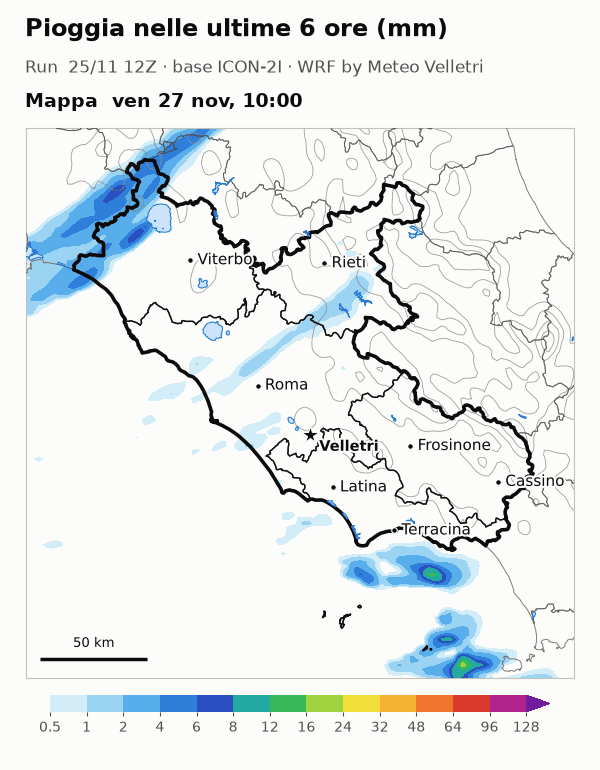 Pioggia nelle ultime 6 ore (mm)
Run 25/11 12Z · base ICON-2I · WRF by Meteo Velletri
Mappa ven 27 nov, 10:00
Viterbo
Rieti
Roma
Velletri
Frosinone
Latina
Cassino
Terracina
50 km
0.5 1 2 4 6 8 12 16 24 32 48 64 96 128